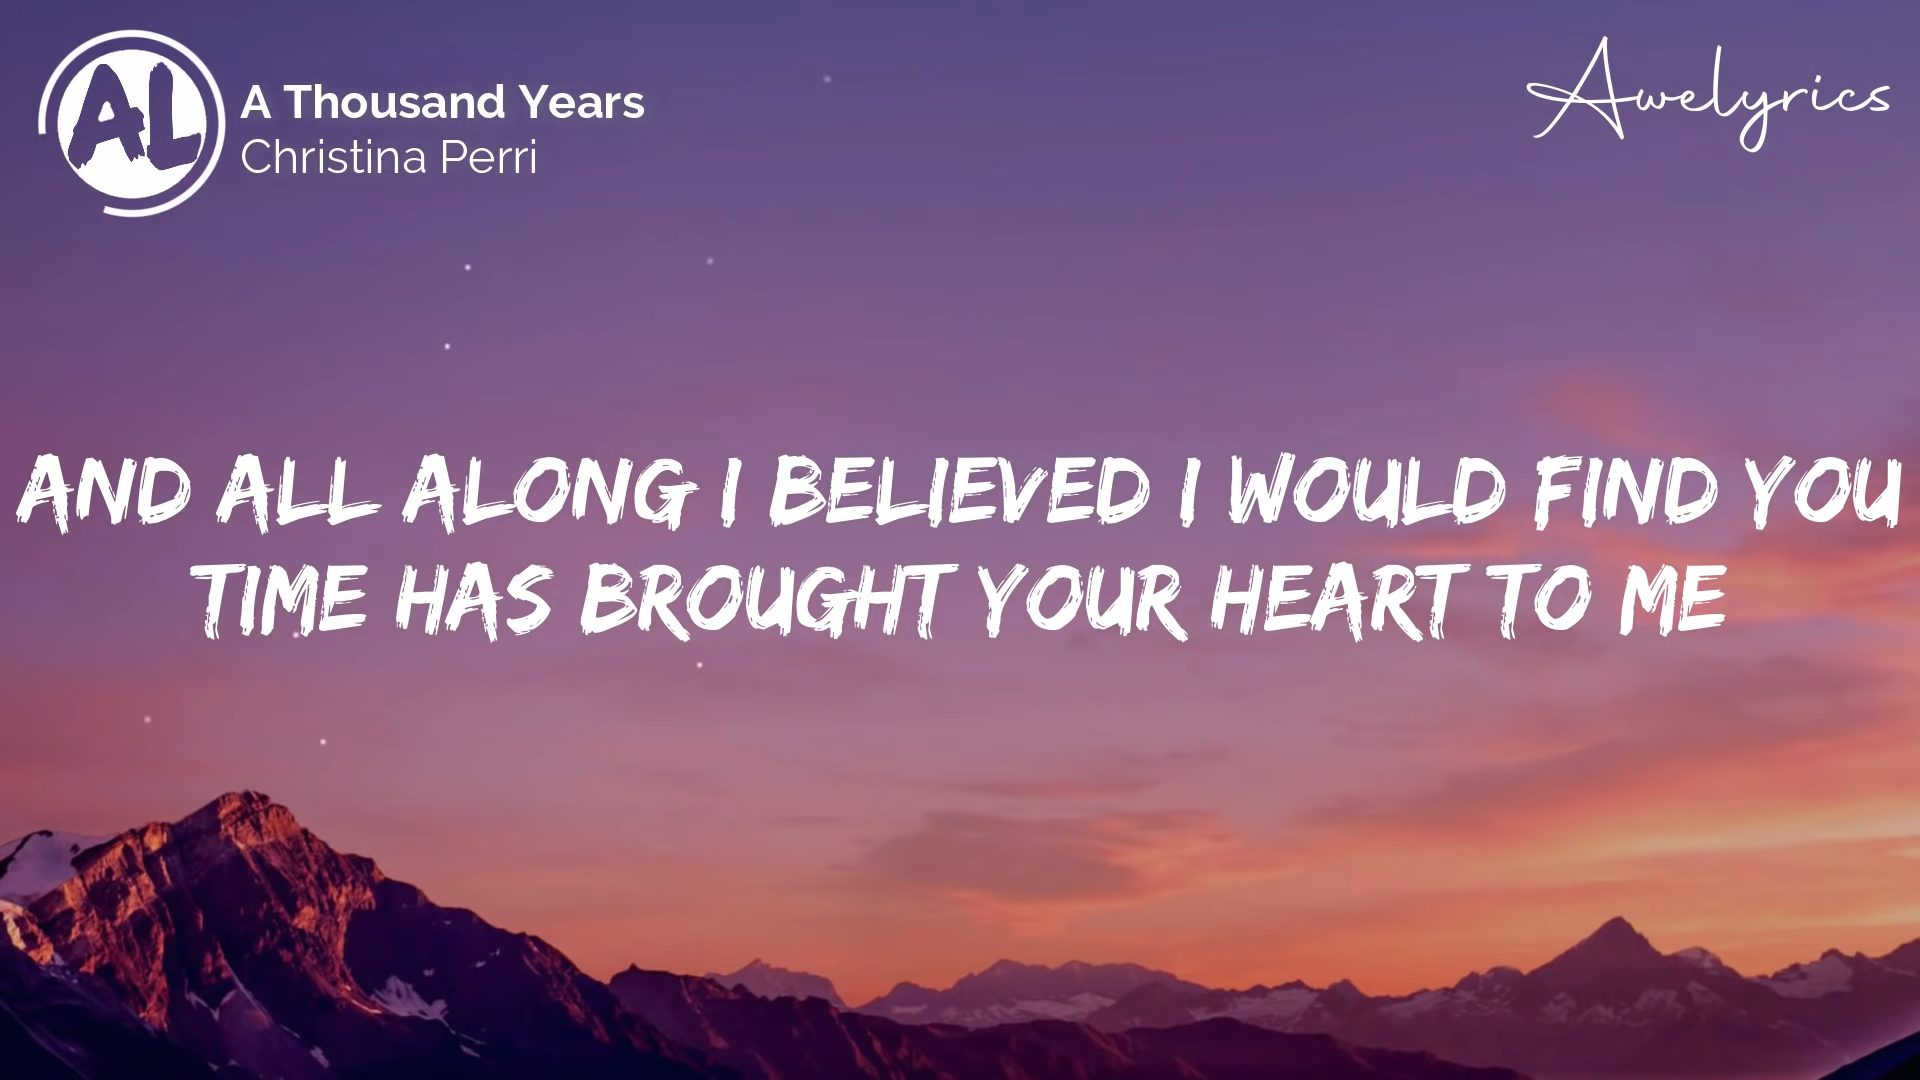 AL
A Thousand Years
Christina Perri
Awelyrics
AND ALL ALONG I BELIEVED I WOULD FIND YOU
TIME HAS BROUGHT YOUR HEART TO ME